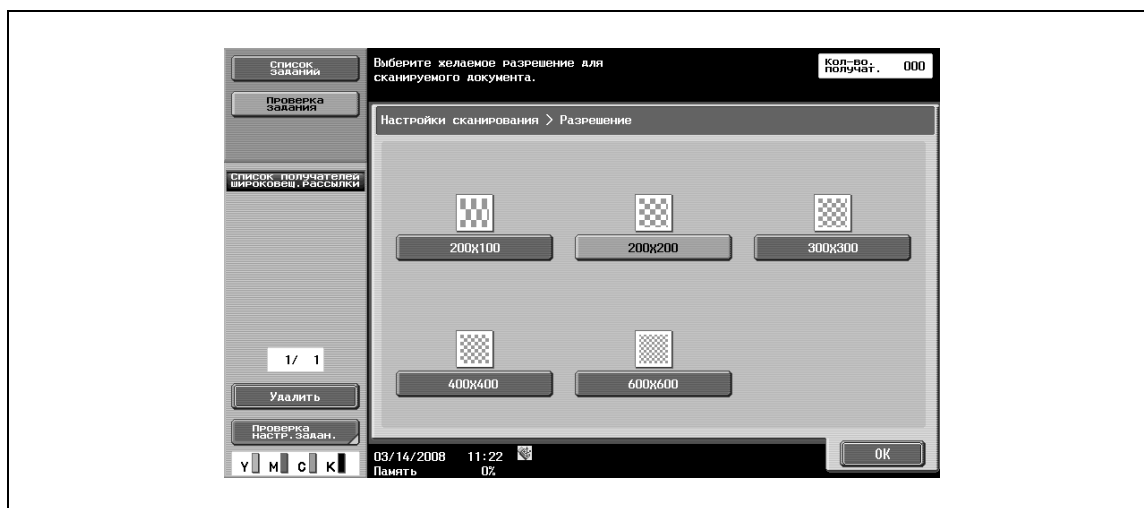 Список
заданий
Проверка
задания
Список получателей
широковещ.рассылки
1/ 1
Удалить
Проверка
настр.задан.
Y M C K
Выберите желаемое разрешение для
сканируемого документа.
Кол-во.
получат. 000
Настройки сканирования > Разрешение
200X100 200X200 300X300
400X400 600X600
03/14/2008 11:22
Память 0%
OK